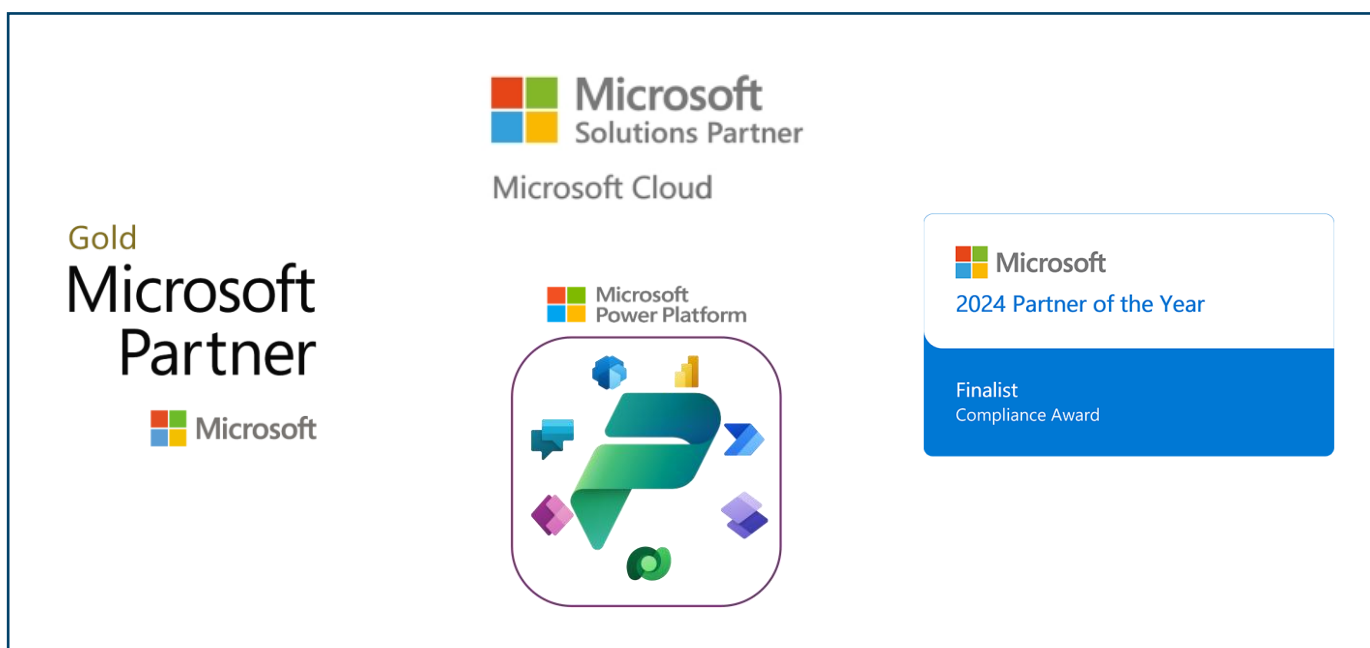 Microsoft
Solutions Partner
Microsoft Cloud
Gold
Microsoft
Partner
Microsoft
Microsoft
Power Platform
Microsoft
2024 Partner of the Year
Finalist
Compliance Award